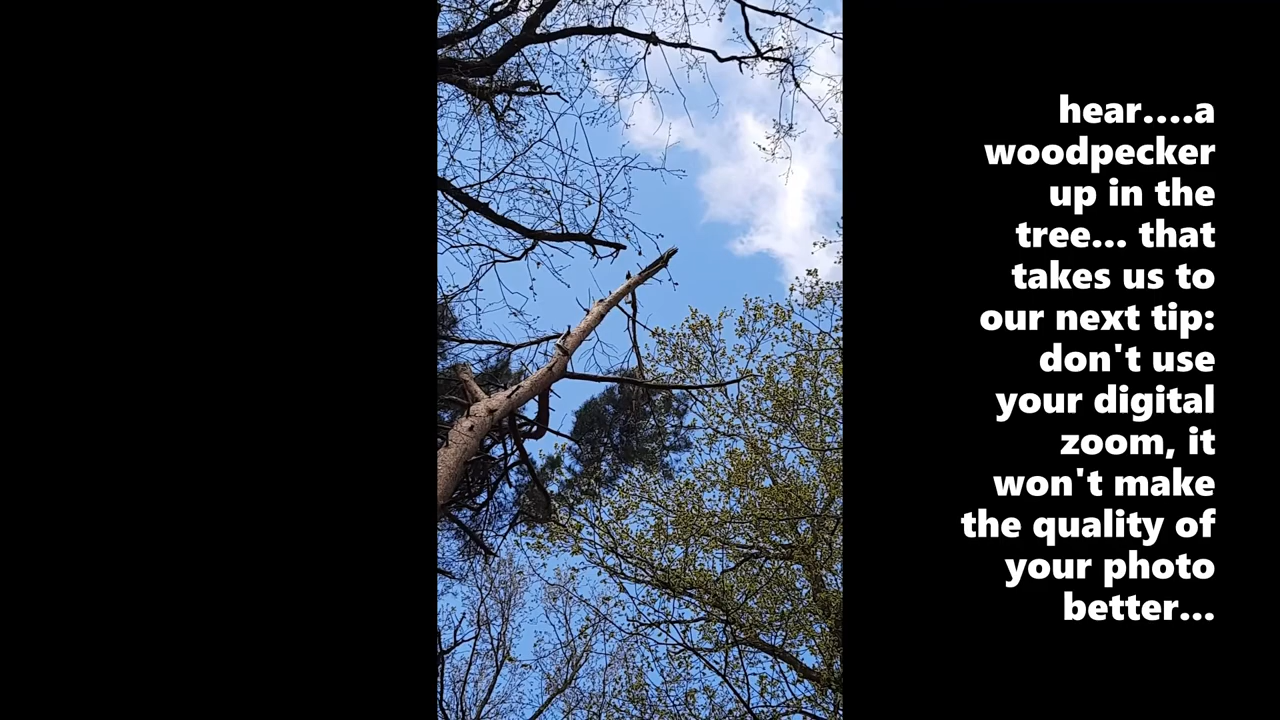 hear....a
woodpecker
up in the
tree... that
takes us to
our next tip:
don't use
your digital
zoom, it
won't make
the quality of
your photo
better...